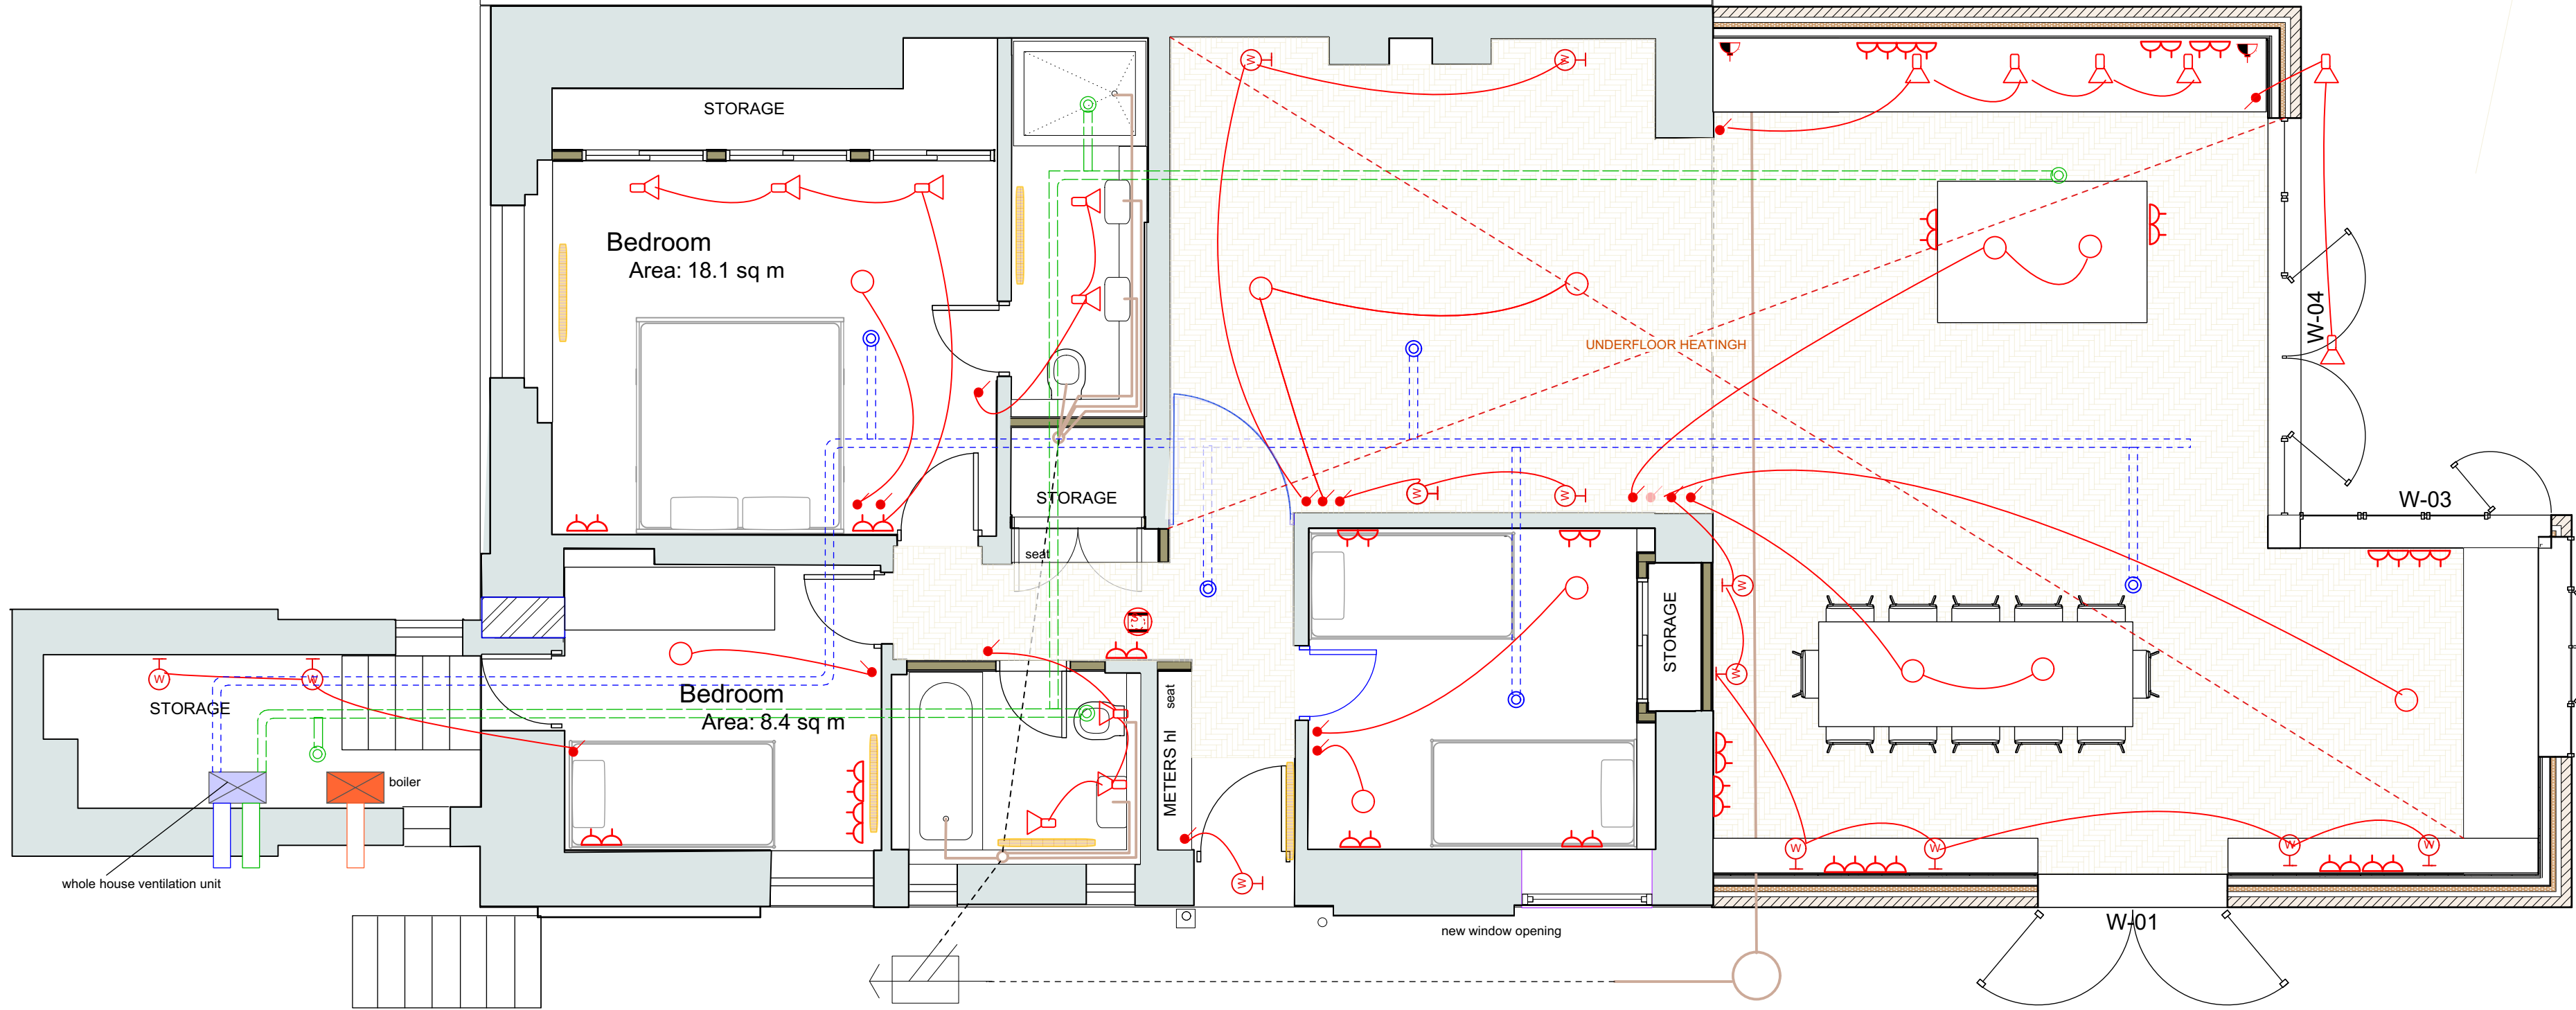 STORAGE
Bedroom
Area: 18.1 sq m
W
W
UNDERFLOOR HEATINGH
W-04
STORAGE
seat
W
W
W-03
STORAGE
W
W
W
W
STORAGE
Bedroom
Area: 8.4 sq m
seat
METERS hl
boiler
whole house ventilation unit
W
W
W
W
W
new window opening
W-01